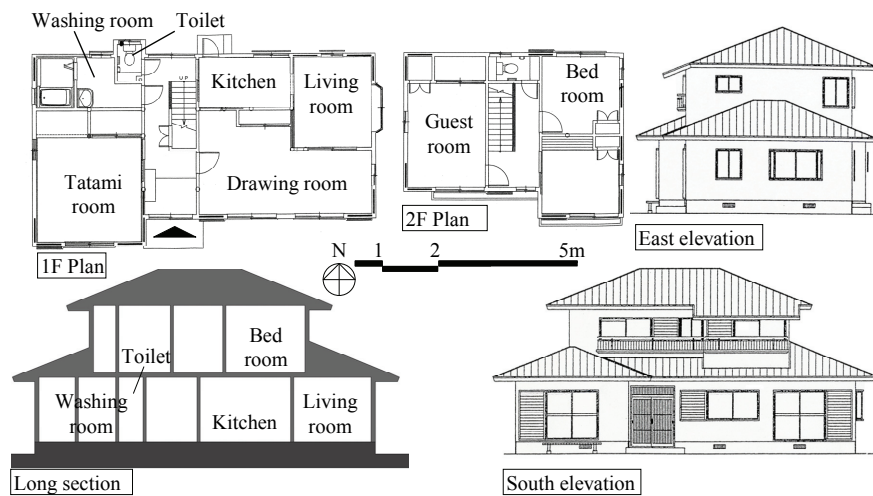 Washing room
Toilet
UP
Kitchen
Living
room
Tatami
room
Drawing room
1F Plan
Bed
room
Guest
room
2F Plan
East elevation
N
1
2
5m
Bed
room
Toilet
Washing
room
Kitchen
Living
room
Long section
South elevation